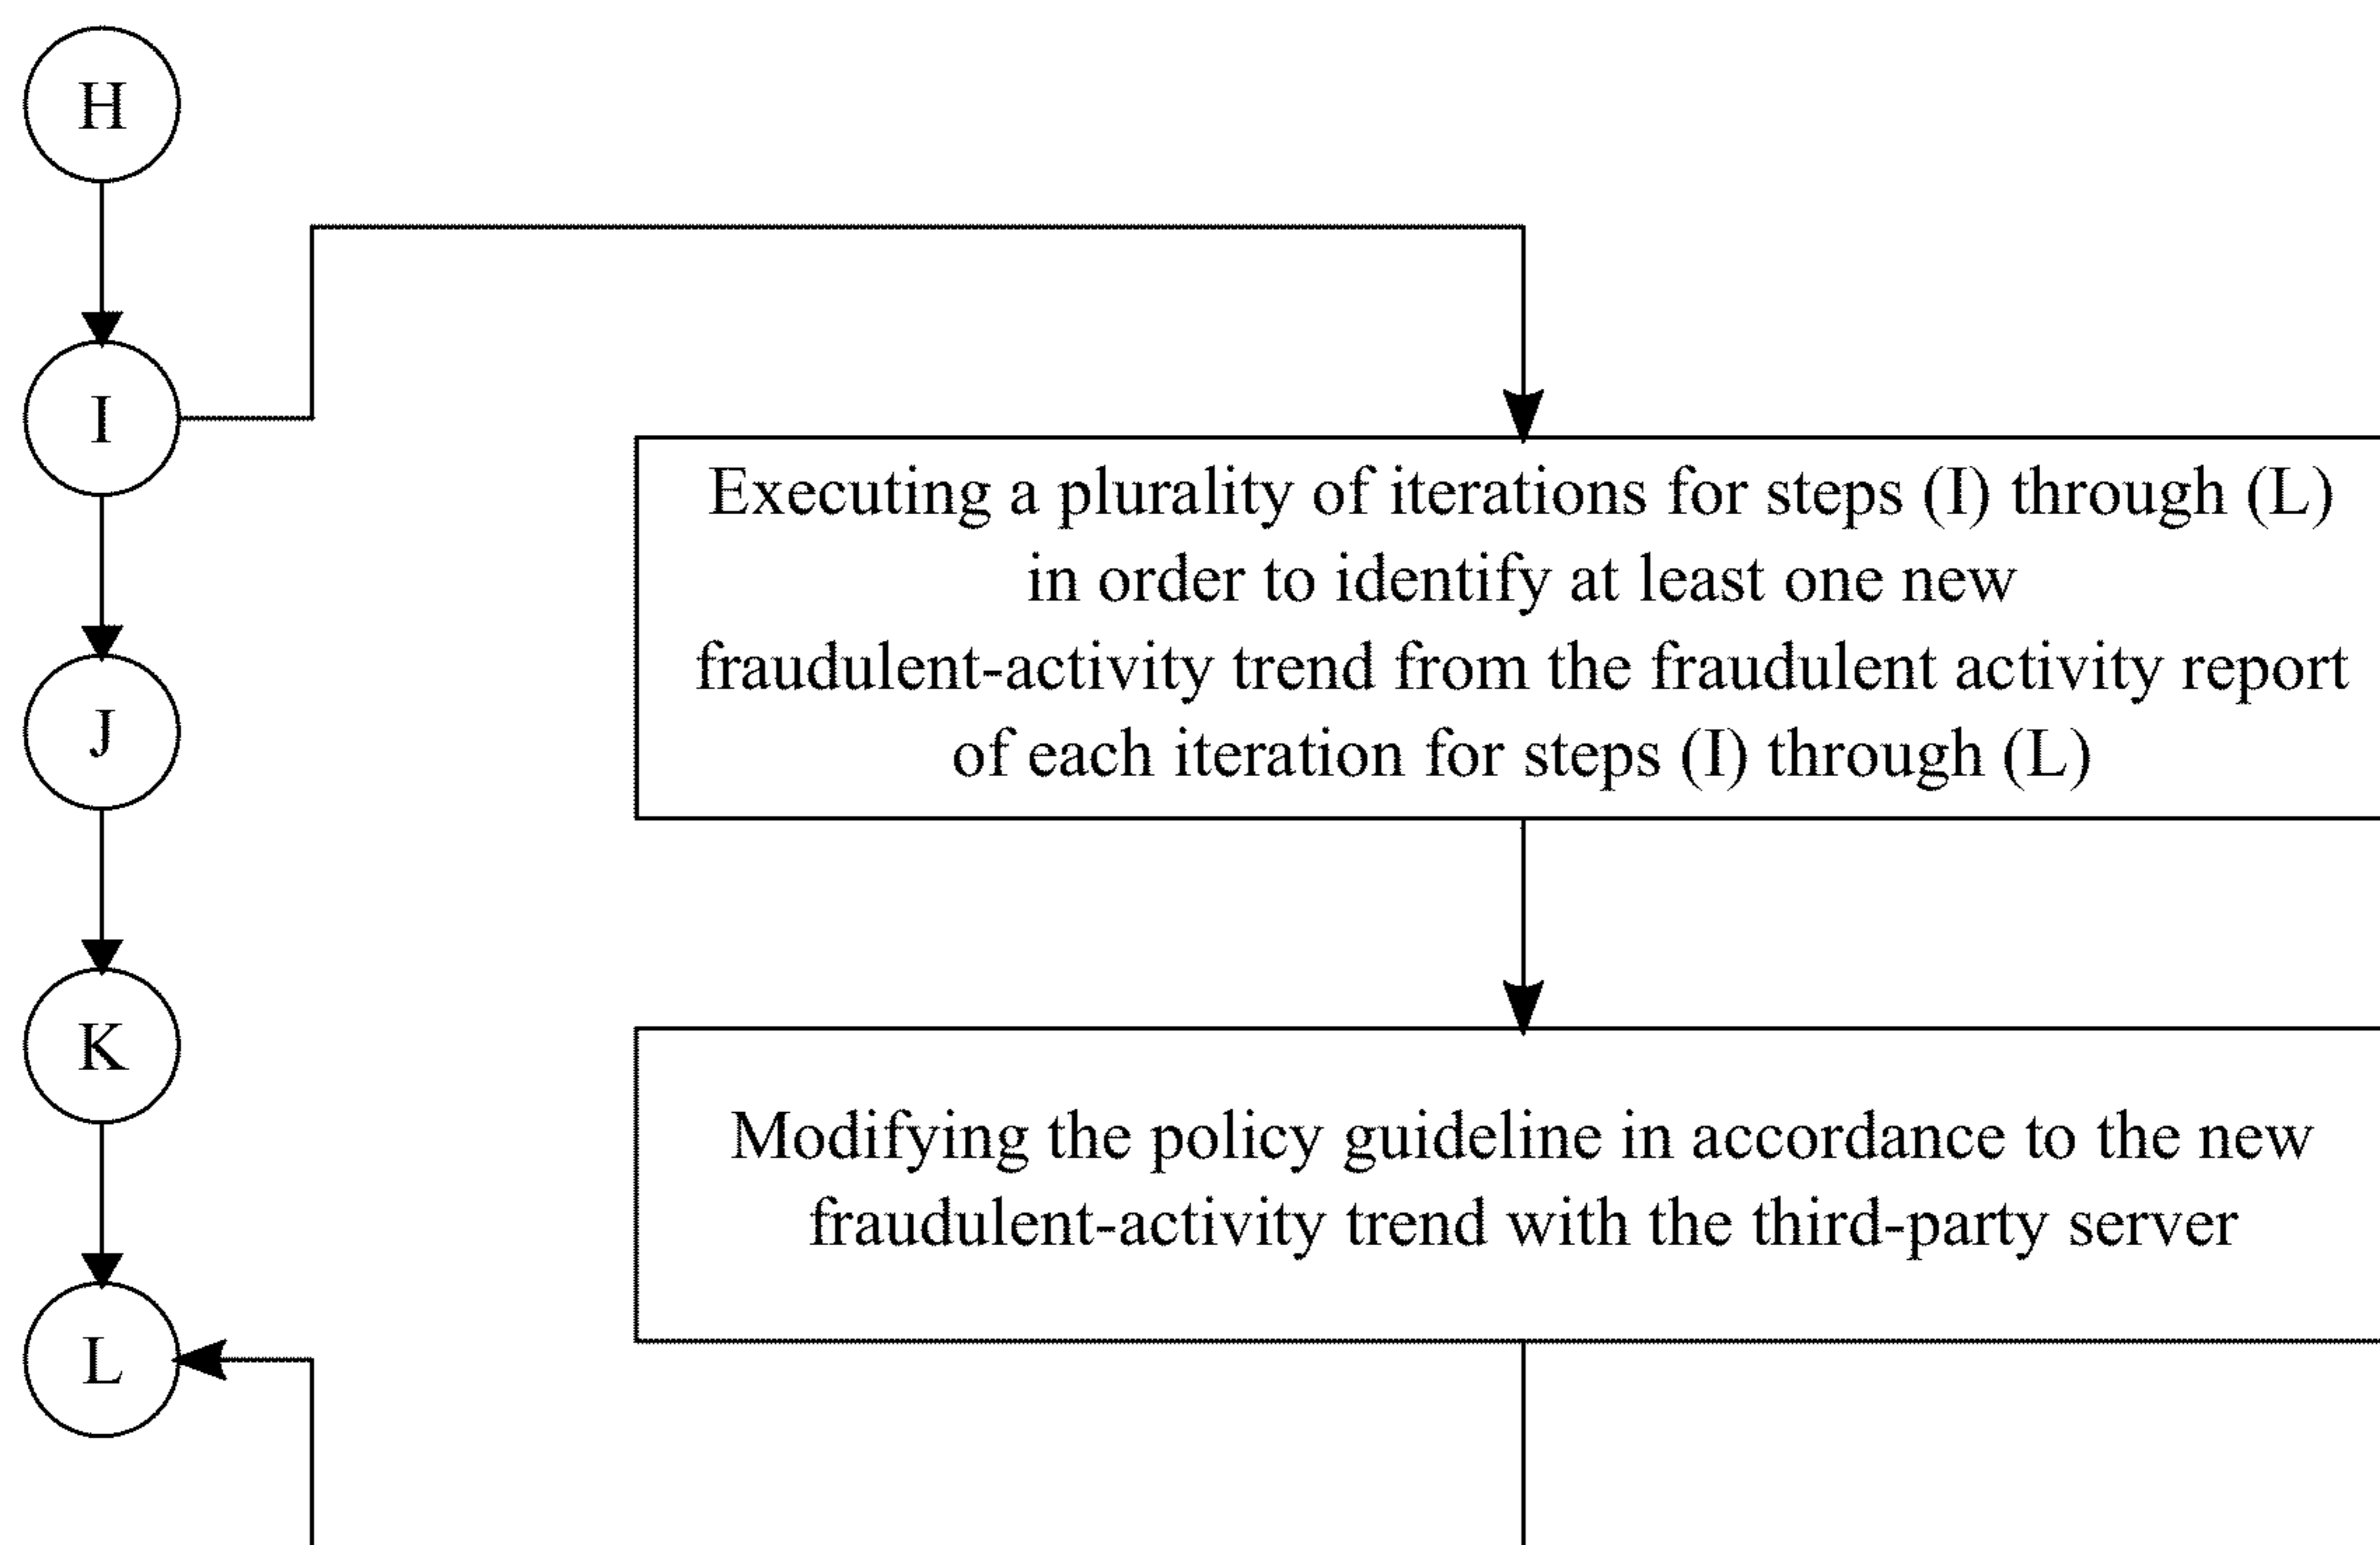 H
I
Executing a plurality of iterations for steps (I) through (L)
in order to identify at least one new
fraudulent-activity trend from the fraudulent activity report
of each iteration for steps (I) through (L)
J
K
Modifying the policy guideline in accordance to the new
fraudulent-activity trend with the third-party server
L